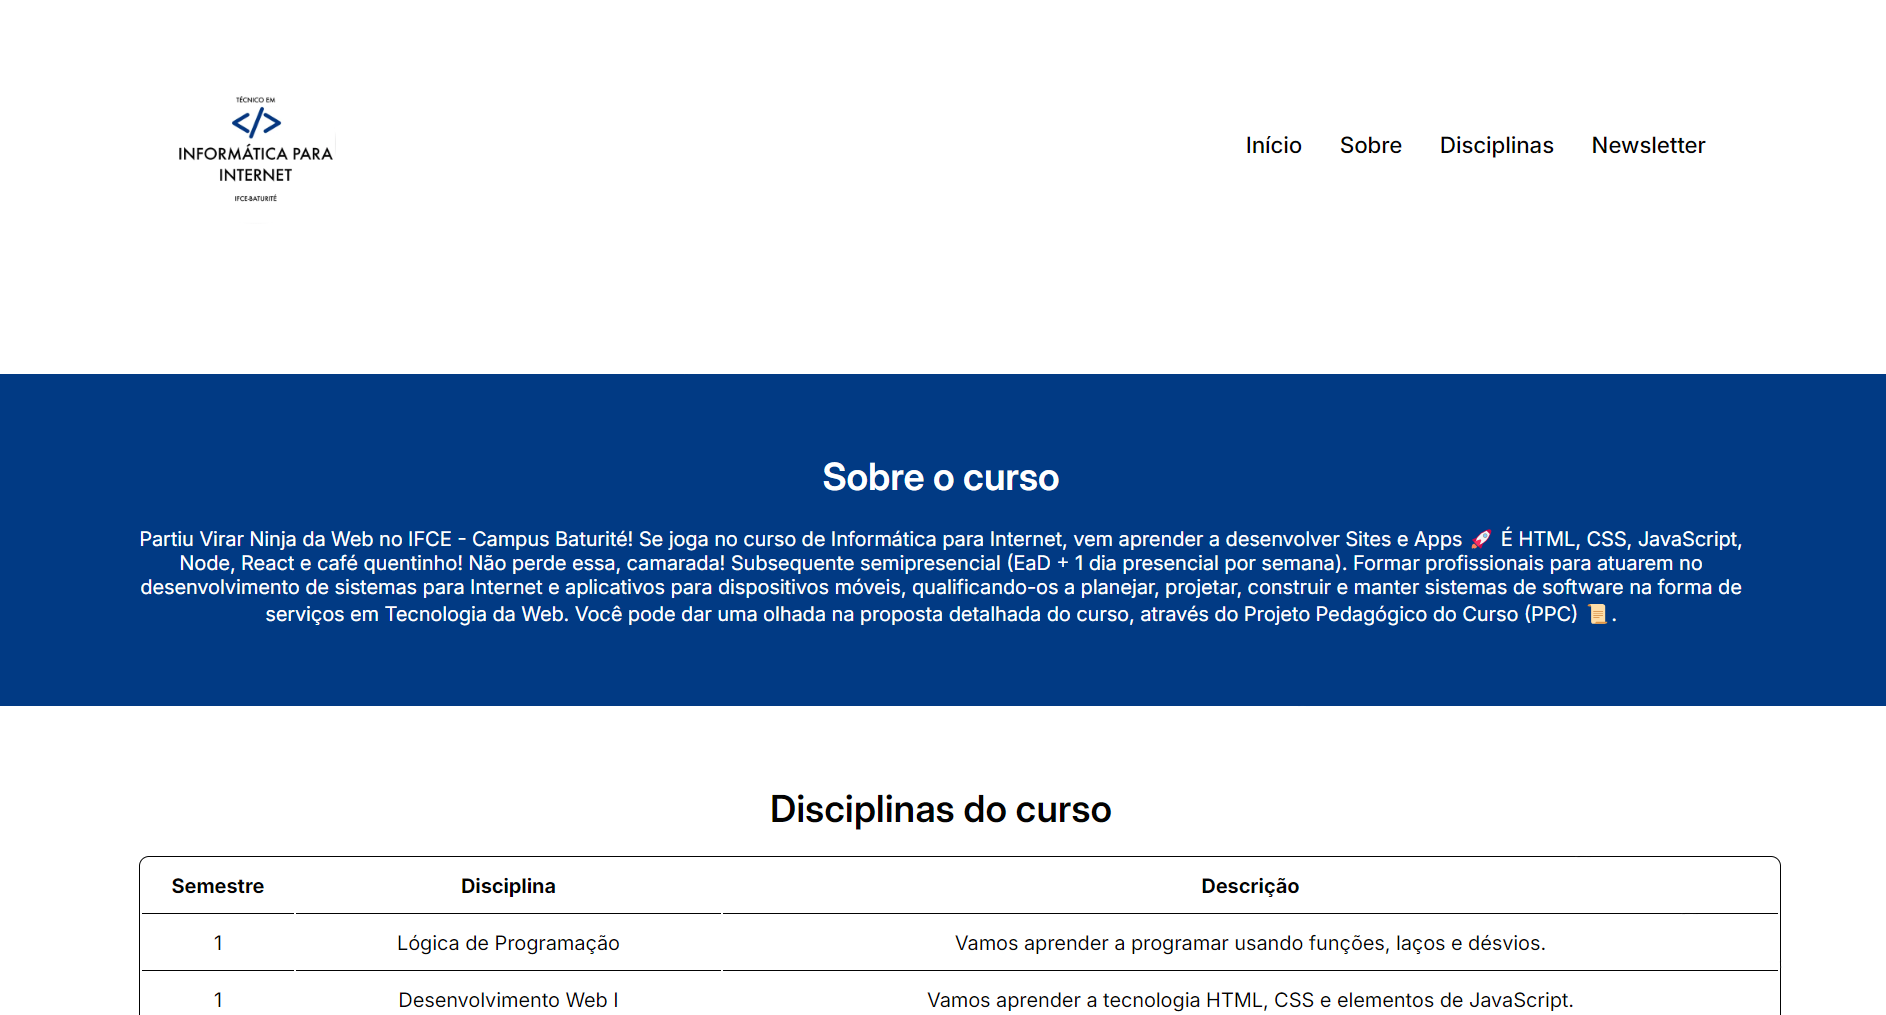 TÉCNICO EM
</>
INFORMÁTICA PARA
INTERNET
IFCE-BATURITÉ
Início Sobre Disciplinas Newsletter
Sobre o curso
Partiu Virar Ninja da Web no IFCE - Campus Baturité! Se joga no curso de Informática para Internet, vem aprender a desenvolver Sites e Apps 🚀 É HTML, CSS, JavaScript,
Node, React e café quentinho! Não perde essa, camarada! Subsequente semipresencial (EaD + 1 dia presencial por semana). Formar profissionais para atuarem no
desenvolvimento de sistemas para Internet e aplicativos para dispositivos móveis, qualificando-os a planejar, projetar, construir e manter sistemas de software na forma de
serviços em Tecnologia da Web. Você pode dar uma olhada na proposta detalhada do curso, através do Projeto Pedagógico do Curso (PPC) 📜.
Disciplinas do curso
Semestre Disciplina Descrição
1 Lógica de Programação Vamos aprender a programar usando funções, laços e désvios.
1 Desenvolvimento Web I Vamos aprender a tecnologia HTML, CSS e elementos de JavaScript.